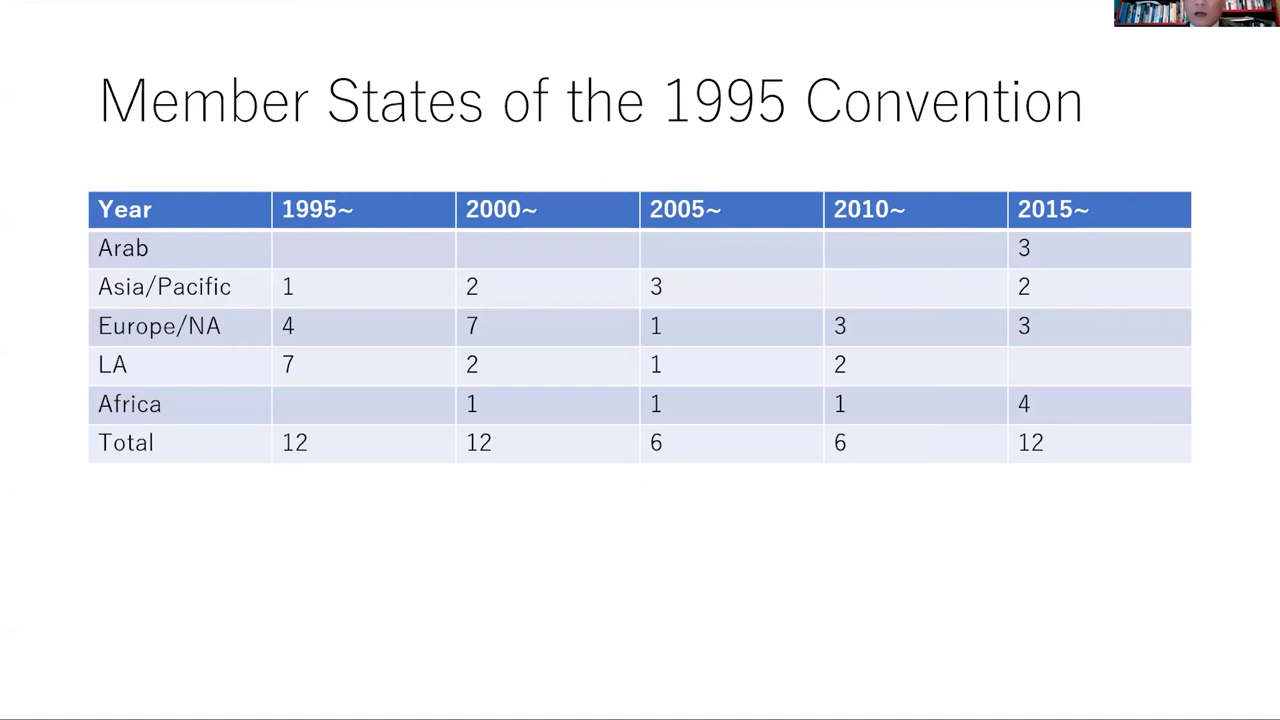 Member States of the 1995 Convention
Year 1995~ 2000~ 2005~ 2010~ 2015~
Arab 3
Asia/Pacific 1 2 3 2
Europe/NA 4 7 1 3 3
LA 7 2 1 2
Africa 1 1 1 4
Total 12 12 6 6 12